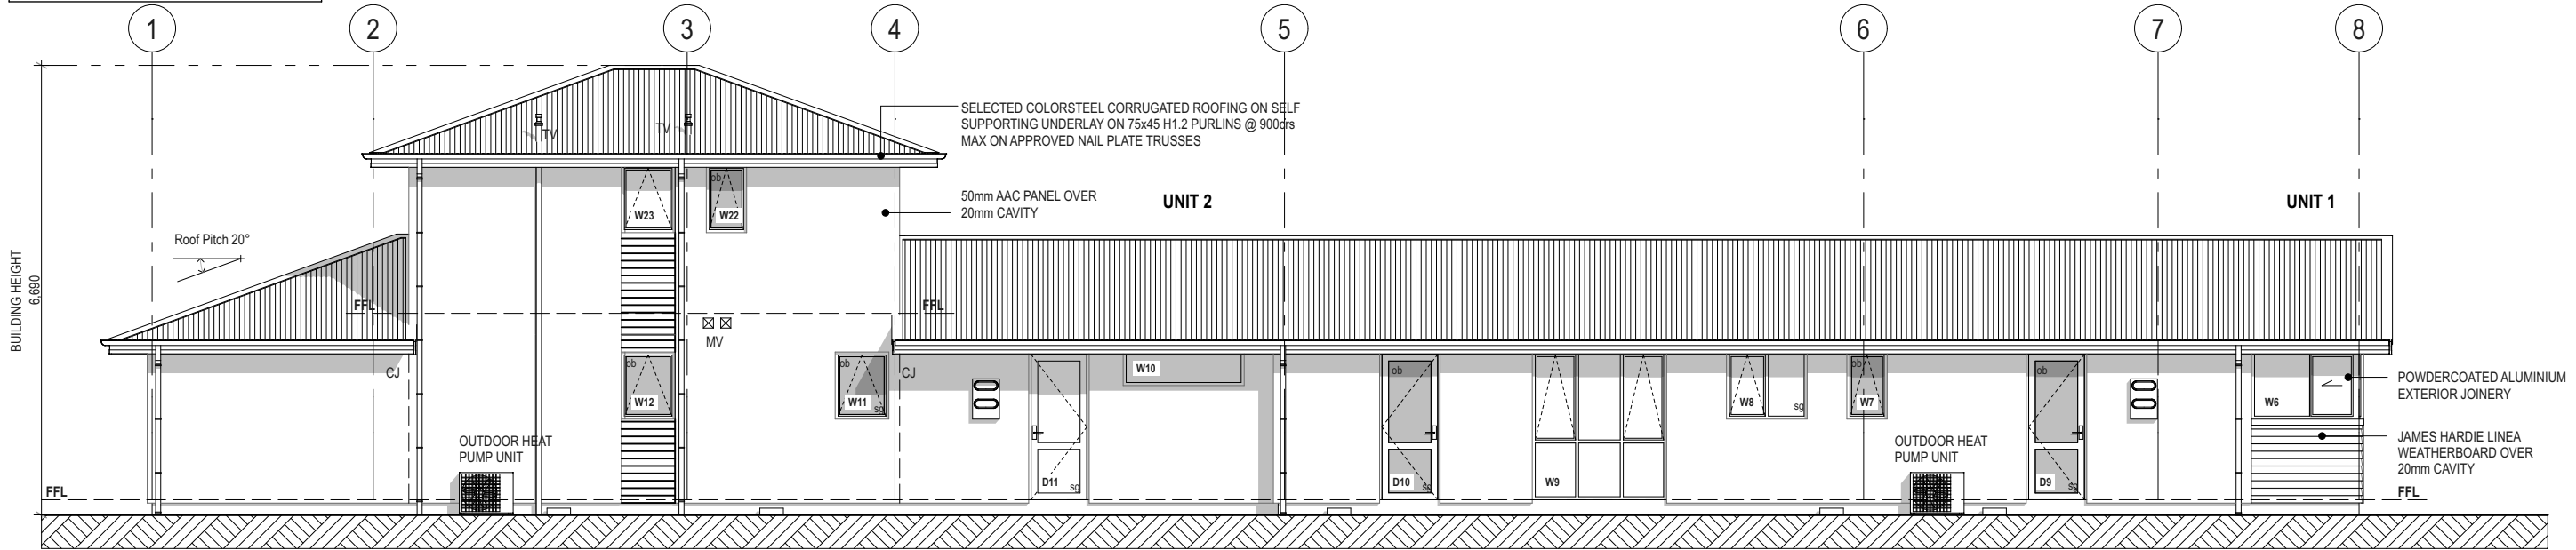 1 2 3 4 5 6 7 8
SELECTED COLORSTEEL CORRUGATED ROOFING ON SELF
SUPPORTING UNDERLAY ON 75x45 H1.2 PURLINS @ 900crs
MAX ON APPROVED NAIL PLATE TRUSSES
TV
TV
50mm AAC PANEL OVER
20mm CAVITY
UNIT 2
UNIT 1
ob
W23
W22
Roof Pitch 20°
BUILDING HEIGHT
6,690
FFL
FFL
MV
CJ
CJ
ob
W12
ob
W11
sg
D11
sg
W10
ob
D10
sg
W9
W8
sg
ob
W7
ob
D9
sg
W6
POWDERCOATED ALUMINIUM
EXTERIOR JOINERY
OUTDOOR HEAT
PUMP UNIT
OUTDOOR HEAT
PUMP UNIT
JAMES HARDIE LINEA
WEATHERBOARD OVER
20mm CAVITY
FFL
FFL